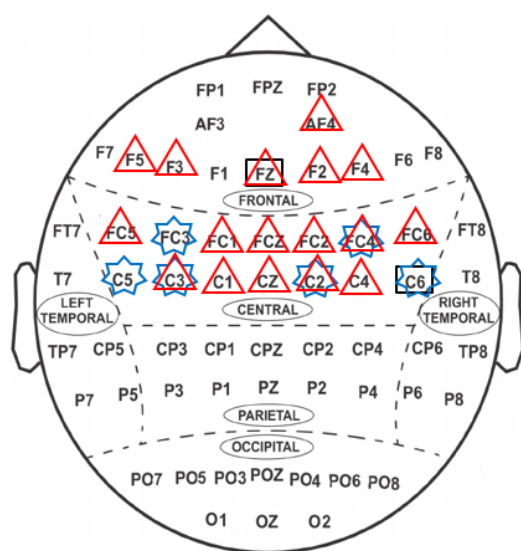 FP1 FPZ FP2
AF3 AF4
F7 F5 F3 F1 FZ F2 F4 F6 F8
FRONTAL
FT7 FC5 FC3 FC1 FCZ FC2 FC4 FC6 FT8
T7 C5 C3 C1 CZ C2 C4 C6 T8
LEFT TEMPORAL CENTRAL RIGHT TEMPORAL
TP7 CP5 CP3 CP1 CPZ CP2 CP4 CP6 TP8
P7 P5 P3 P1 PZ P2 P4 P6 P8
PARIETAL
OCCIPITAL
PO7 PO5 PO3 POZ PO4 PO6 PO8
O1 OZ O2